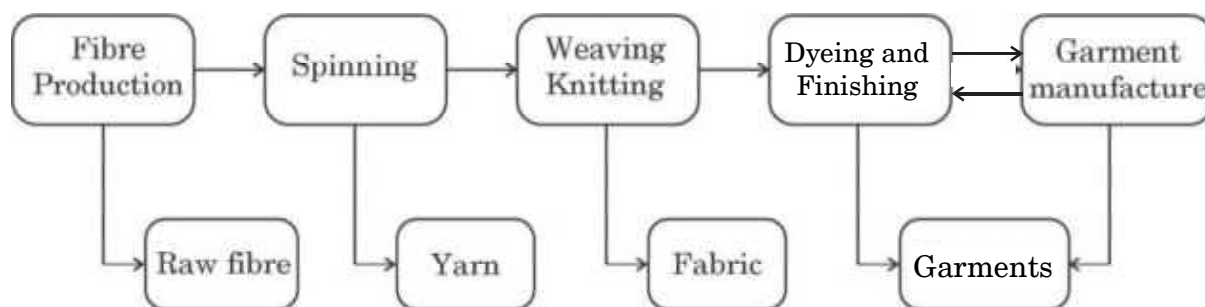 Fibre
Production
Spinning
Weaving
Knitting
Dyeing and
Finishing
Garment
manufacture
Raw fibre
Yarn
Fabric
Garments